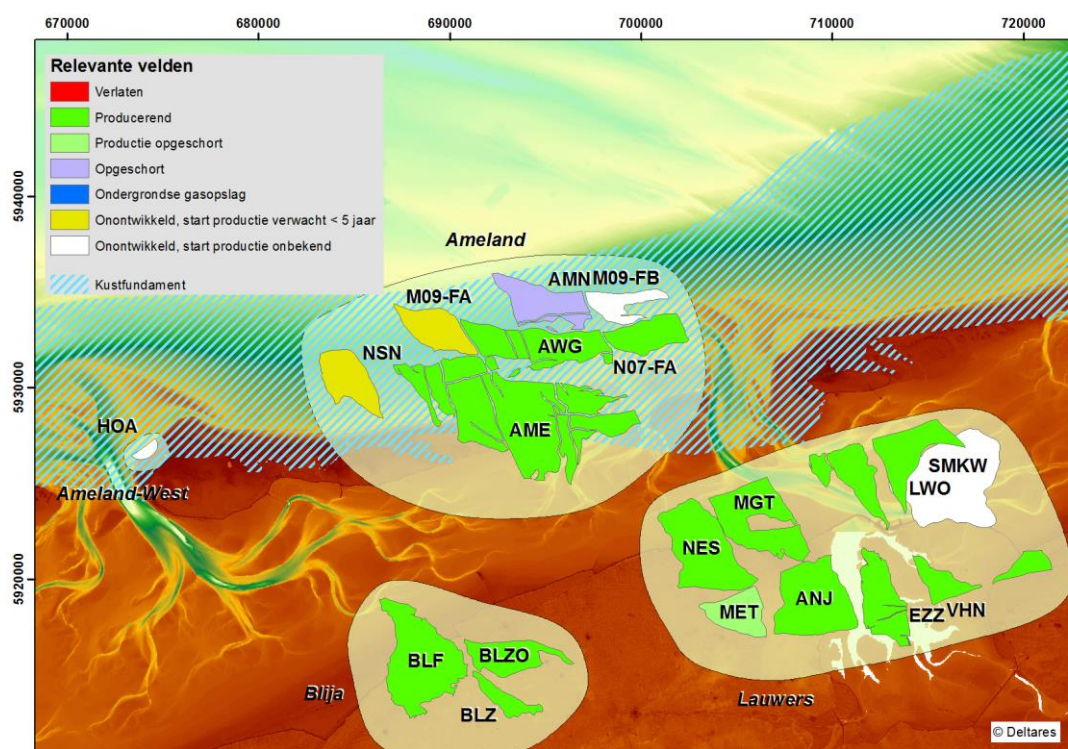 670000 680000 690000 700000 710000 720000
Relevante velden
Verlaten
Producerend
Productie opgeschort
Opgeschort
Ondergrondse gasopslag
Onontwikkeld, start productie verwacht < 5 jaar
Onontwikkeld, start productie onbekend
Kustfundament
5940000
5930000
5920000
Ameland
AMN M09-FB
M09-FA
AWG
NSN
N07-FA
AME
HOA
Ameland-West
SMKW
LWO
MGT
NES
MET
ANJ
EZZ VHN
Lauwers
BLF
BLZO
BLZ
Blija
© Deltares